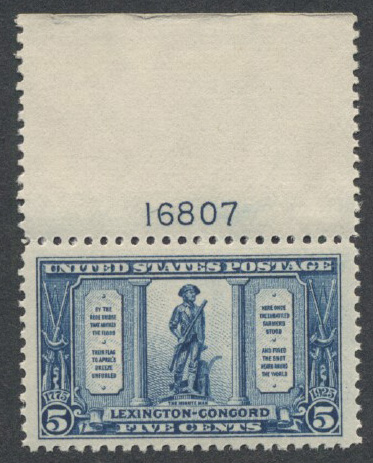 16807
UNITED STATES POSTAGE
BY THE
RUDE BRIDGE
THAT ARCHED
THE FLOOD
THEIR FLAG
TO APRIL'S
BREEZE
UNFURLED
HERE ONCE
THE EMBATTLED
FARMERS
STOOD
AND FIRED
THE SHOT
HEARD ROUND
THE WORLD
1775
1925
THE MINUTE MAN
5
LEXINGTON-CONCORD
5
FIVE CENTS